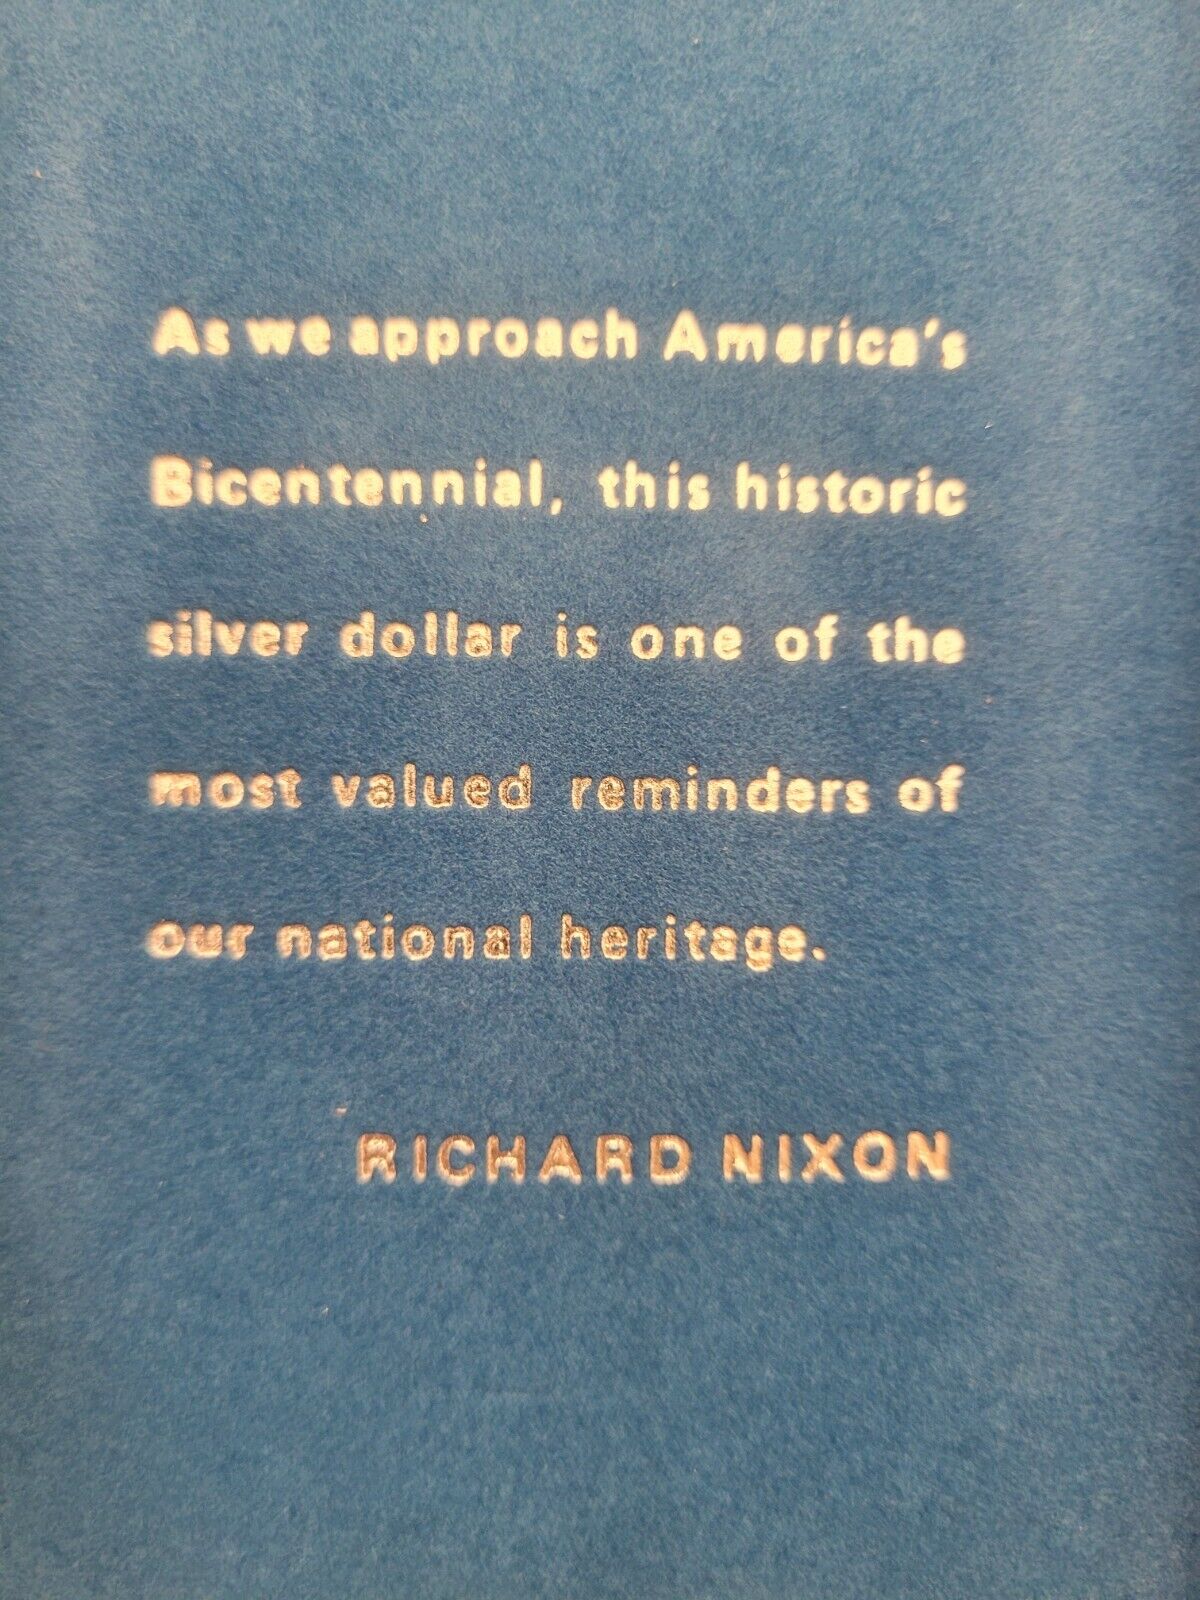 As we approach America's
Bicentennial, this historic
silver dollar is one of the
most valued reminders of
our national heritage.
RICHARD NIXON